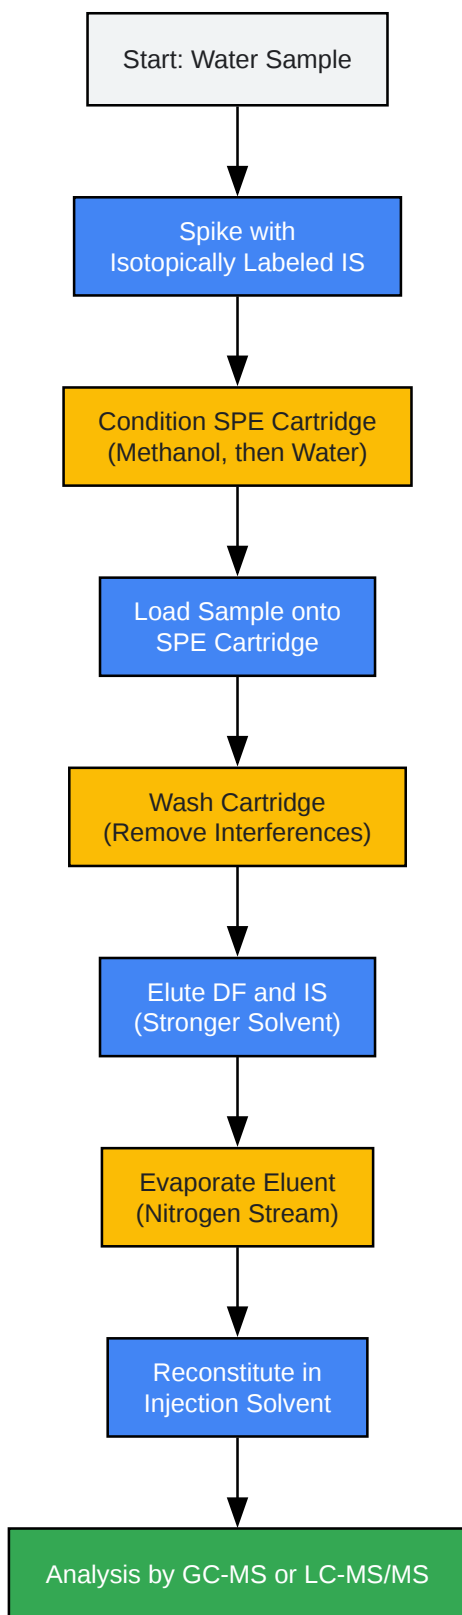 Start: Water Sample
Spike with
Isotopically Labeled IS
Condition SPE Cartridge
(Methanol, then Water)
Load Sample onto
SPE Cartridge
Wash Cartridge
(Remove Interferences)
Elute DF and IS
(Stronger Solvent)
Evaporate Eluent
(Nitrogen Stream)
Reconstitute in
Injection Solvent
Analysis by GC-MS or LC-MS/MS